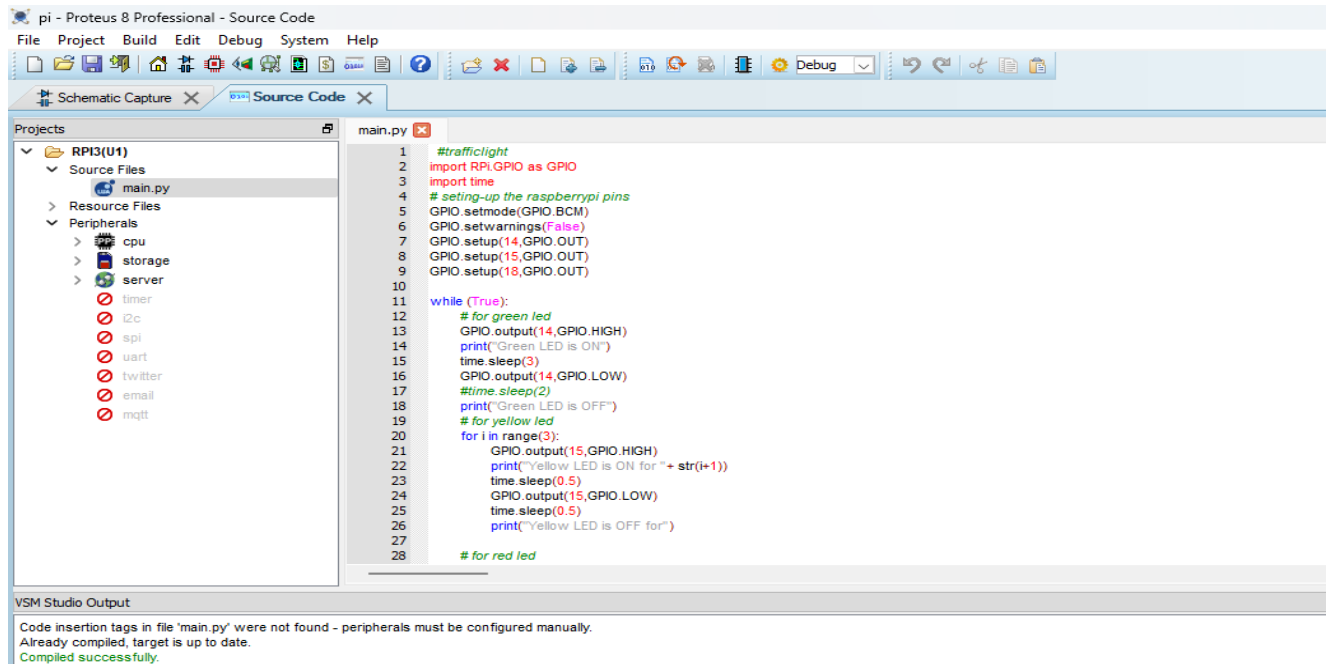 pi - Proteus 8 Professional - Source Code
File Project Build Edit Debug System Help
Debug
Schematic Capture Source Code
Projects
RPI3(U1)
Source Files
main.py
Resource Files
Peripherals
cpu
storage
server
timer
i2c
spi
uart
twitter
email
mqtt
main.py
1 #trafficlight
2 import RPi.GPIO as GPIO
3 import time
4 # seting-up the raspberrypi pins
5 GPIO.setmode(GPIO.BCM)
6 GPIO.setwarnings(False)
7 GPIO.setup(14,GPIO.OUT)
8 GPIO.setup(15,GPIO.OUT)
9 GPIO.setup(18,GPIO.OUT)
10
11 while (True):
12 # for green led
13 GPIO.output(14,GPIO.HIGH)
14 print("Green LED is ON")
15 time.sleep(3)
16 GPIO.output(14,GPIO.LOW)
17 #time.sleep(2)
18 print("Green LED is OFF")
19 # for yellow led
20 for i in range(3):
21 GPIO.output(15,GPIO.HIGH)
22 print("Yellow LED is ON for "+ str(i+1))
23 time.sleep(0.5)
24 GPIO.output(15,GPIO.LOW)
25 time.sleep(0.5)
26 print("Yellow LED is OFF for")
27
28 # for red led
VSM Studio Output
Code insertion tags in file 'main.py' were not found - peripherals must be configured manually.
Already compiled, target is up to date.
Compiled successfully.